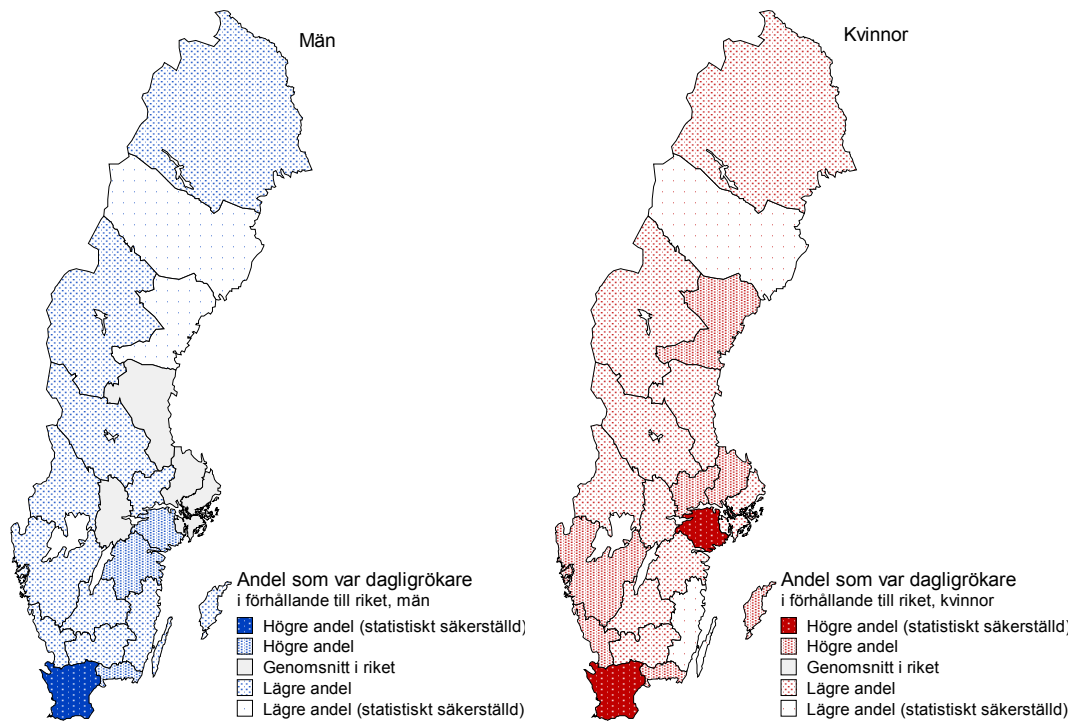 Män
Andel som var dagligrökare
i förhållande till riket, män
Högre andel (statistiskt säkerställd)
Högre andel
Genomsnitt i riket
Lägre andel
Lägre andel (statistiskt säkerställd)
Kvinnor
Andel som var dagligrökare
i förhållande till riket, kvinnor
Högre andel (statistiskt säkerställd)
Högre andel
Genomsnitt i riket
Lägre andel
Lägre andel (statistiskt säkerställd)